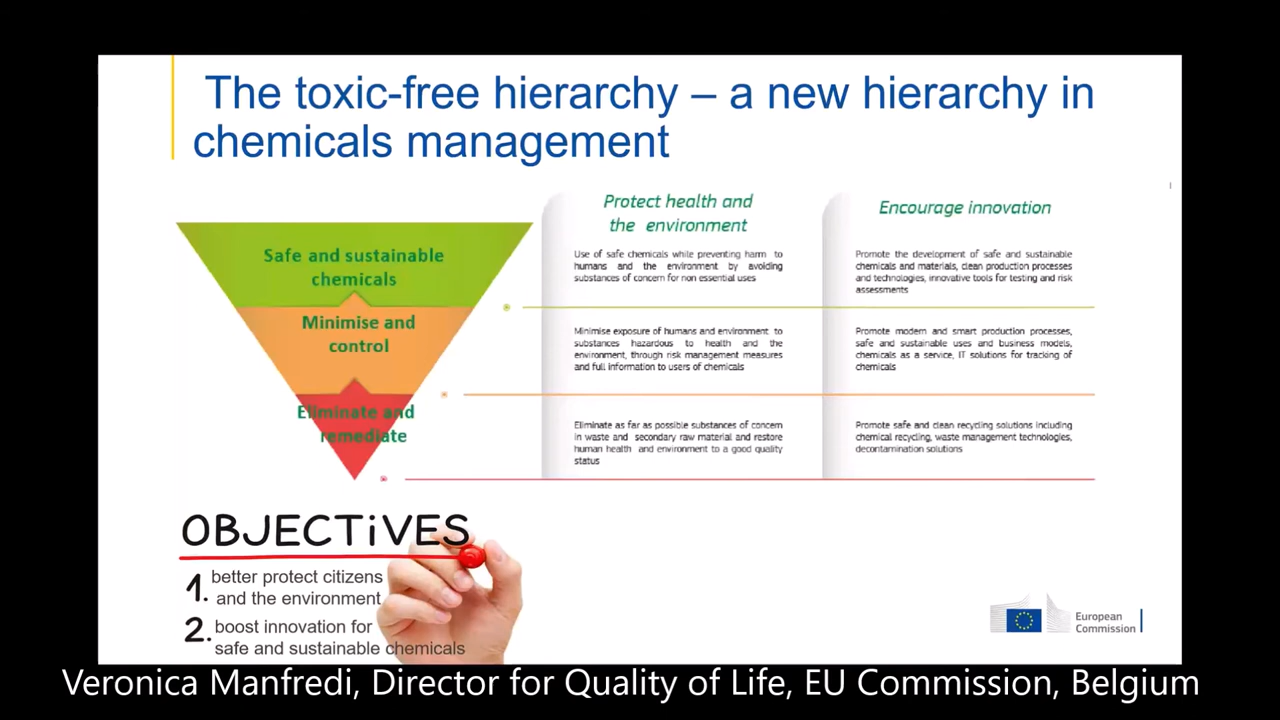 The toxic-free hierarchy – a new hierarchy in
chemicals management
Safe and sustainable
chemicals
Minimise and
control
Eliminate and
remediate
Protect health and
the environment
Use of safe chemicals while preventing harm to
humans and the environment by avoiding
substances of concern for non essential uses
Minimise exposure of humans and environment to
substances hazardous to health and the
environment, through risk management measures
and full information to users of chemicals
Eliminate as far as possible substances of concern
in waste and secondary raw material and restore
human health and environment to a good quality
status
Encourage innovation
Promote the development of safe and sustainable
chemicals and materials, clean production processes
and technologies, innovative tools for testing and risk
assessments
Promote modern and smart production processes,
safe and sustainable uses and business models,
chemicals as a service, IT solutions for tracking of
chemicals
Promote safe and clean recycling solutions including
chemical recycling, waste management technologies,
decontamination solutions
OBJECTiVES
1. better protect citizens
and the environment
2. boost innovation for
safe and sustainable chemicals
European
Commission
Veronica Manfredi, Director for Quality of Life, EU Commission, Belgium